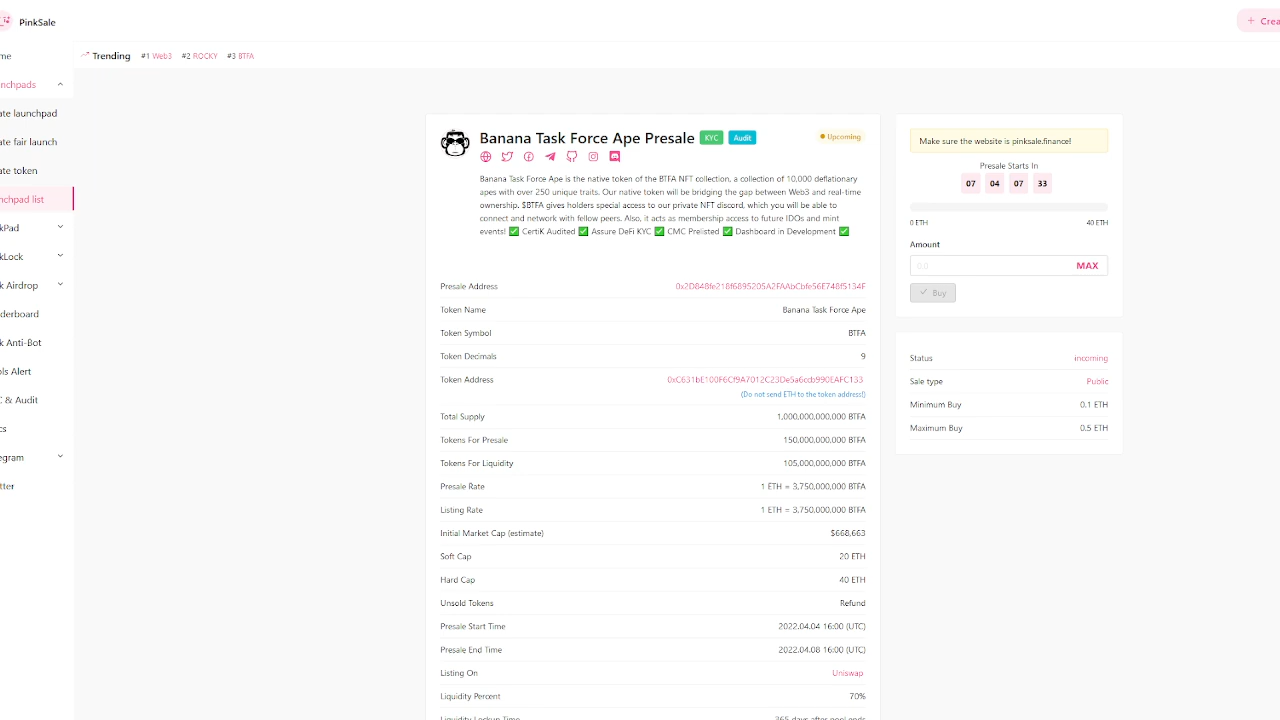 PinkSale
Crea
me
Trending #1 Web3 #2 ROCKY #3 BTFA
nchpads
ate launchpad
ate fair launch
ate token
nchpad list
kPad
kLock
k Airdrop
derboard
k Anti-Bot
ols Alert
C & Audit
cs
egram
tter
Banana Task Force Ape Presale KYC Audit Upcoming
Banana Task Force Ape is the native token of the BTFA NFT collection, a collection of 10,000 deflationary
apes with over 250 unique traits. Our native token will be bridging the gap between Web3 and real-time
ownership. $BTFA gives holders special access to our private NFT discord, which you will be able to
connect and network with fellow peers. Also, it acts as membership access to future IDOs and mint
events! ✅ CertiK Audited ✅ Assure DeFi KYC ✅ CMC Prelisted ✅ Dashboard in Development ✅
Presale Address 0x2D848fe218f6895205A2FAAbCbfe56E748f5134F
Token Name Banana Task Force Ape
Token Symbol BTFA
Token Decimals 9
Token Address 0xC631bE100F6Cf9A7012C23De5a6ccb990EAFC133
(Do not send ETH to the token address!)
Total Supply 1,000,000,000,000 BTFA
Tokens For Presale 150,000,000,000 BTFA
Tokens For Liquidity 105,000,000,000 BTFA
Presale Rate 1 ETH = 3,750,000,000 BTFA
Listing Rate 1 ETH = 3,750,000,000 BTFA
Initial Market Cap (estimate) $668,663
Soft Cap 20 ETH
Hard Cap 40 ETH
Unsold Tokens Refund
Presale Start Time 2022.04.04 16:00 (UTC)
Presale End Time 2022.04.08 16:00 (UTC)
Listing On Uniswap
Liquidity Percent 70%
Liquidity Lockup Time 365 days after pool ends
Make sure the website is pinksale.finance!
Presale Starts In
07 04 07 33
0 ETH 40 ETH
Amount
0.0 MAX
Buy
Status incoming
Sale type Public
Minimum Buy 0.1 ETH
Maximum Buy 0.5 ETH